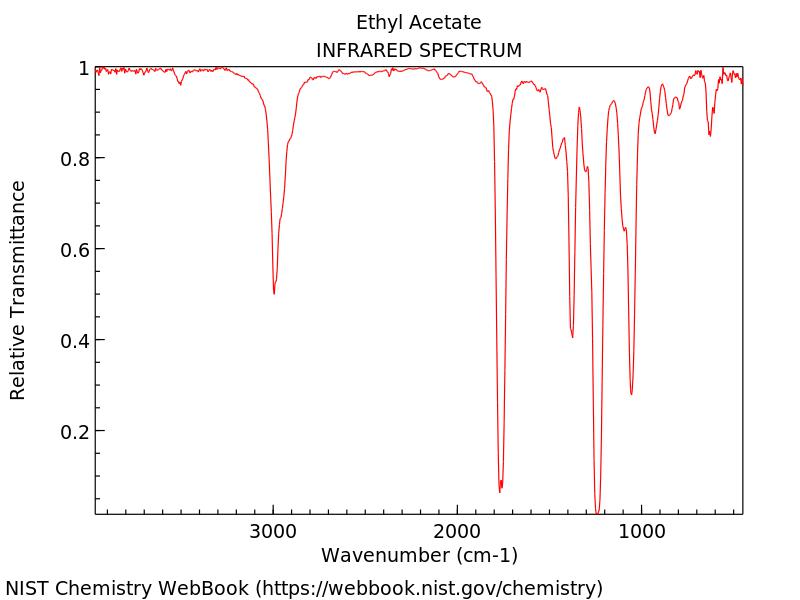 Ethyl Acetate
INFRARED SPECTRUM
1
0.8
0.6
0.4
0.2
Relative Transmittance
3000 2000 1000
Wavenumber (cm-1)
NIST Chemistry WebBook (https://webbook.nist.gov/chemistry)